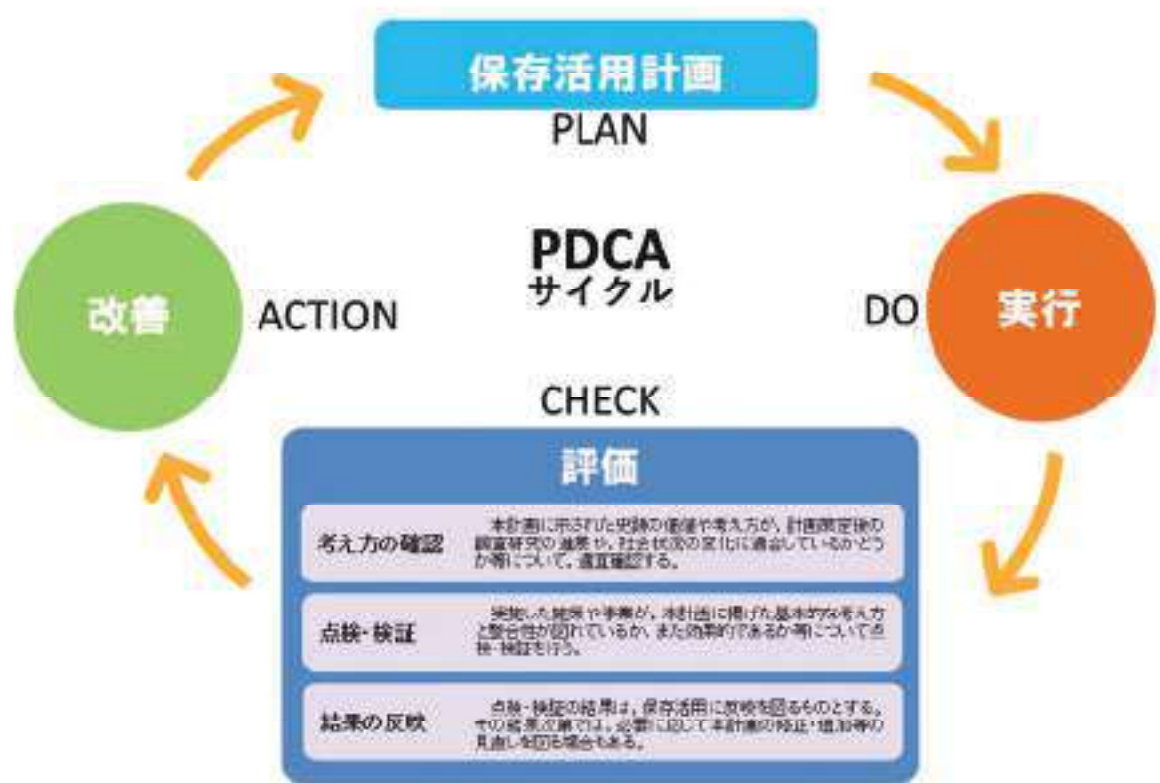 保存活用計画
PLAN
PDCA
サイクル
改善
ACTION
DO
実行
CHECK
評価
考え方の確認
本計画に示された史跡の価値や考え方が、計画策定後の
調査研究の進展や、社会状況の変化に適合しているかどう
か等について、適宜確認する。
点検・検証
実施した施策や事業が、本計画に掲げた基本的な考え方
と整合性が図れているか、また効果的であるか等について点
検・検証を行う。
結果の反映
点検・検証の結果は、保存活用に反映を図るものとする。
その結果次第では、必要に応じて本計画の修正・追加等の
見直しを図る場合もある。